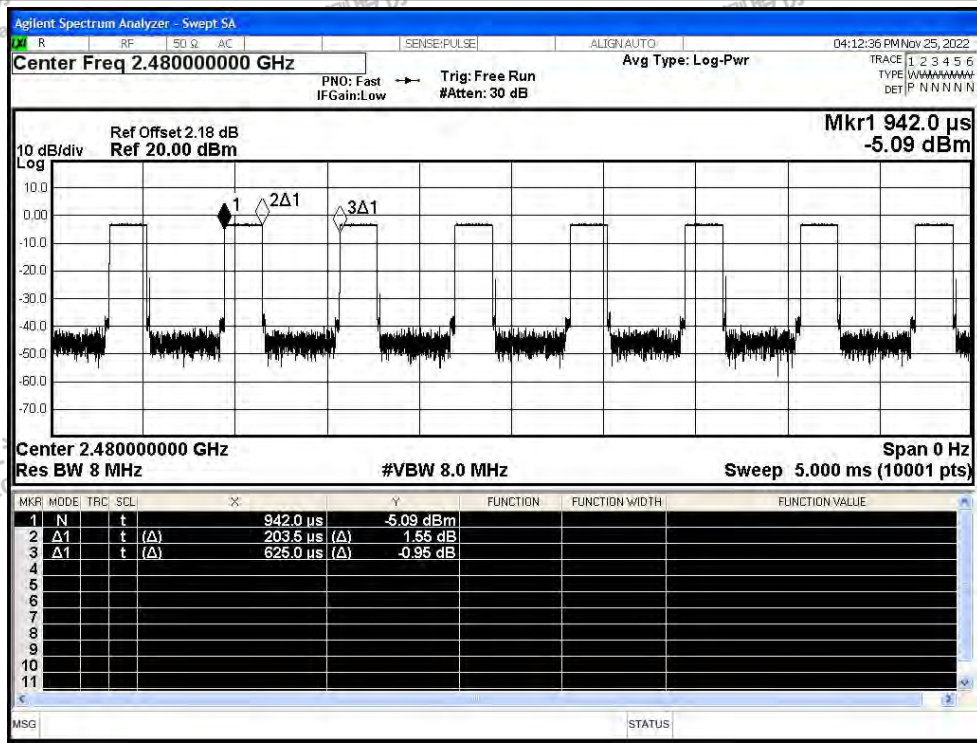 Agilent Spectrum Analyzer - Swept SA
R RF 50 Ω AC SENSE:PULSE ALIGNAUTO 04:12:36 PM Nov 25, 2022
Center Freq 2.480000000 GHz
PNO: Fast
IFGain:Low
Trig: Free Run
#Atten: 30 dB
Avg Type: Log-Pwr
TRACE 1 2 3 4 5 6
TYPE WWWWWW
DET P N N N N N
Mkr1 942.0 µs
-5.09 dBm
Ref Offset 2.18 dB
10 dB/div Ref 20.00 dBm
Log
10.0
0.00
-10.0
-20.0
-30.0
-40.0
-50.0
-60.0
-70.0
1
2Δ1
3Δ1
Center 2.480000000 GHz Span 0 Hz
Res BW 8 MHz #VBW 8.0 MHz Sweep 5.000 ms (10001 pts)
MKR MODE TRC SCL X Y FUNCTION FUNCTION WIDTH FUNCTION VALUE
1 N t 942.0 µs -5.09 dBm
2 Δ1 t (Δ) 203.5 µs (Δ) 1.55 dB
3 Δ1 t (Δ) 625.0 µs (Δ) -0.95 dB
4
5
6
7
8
9
10
11
MSG STATUS